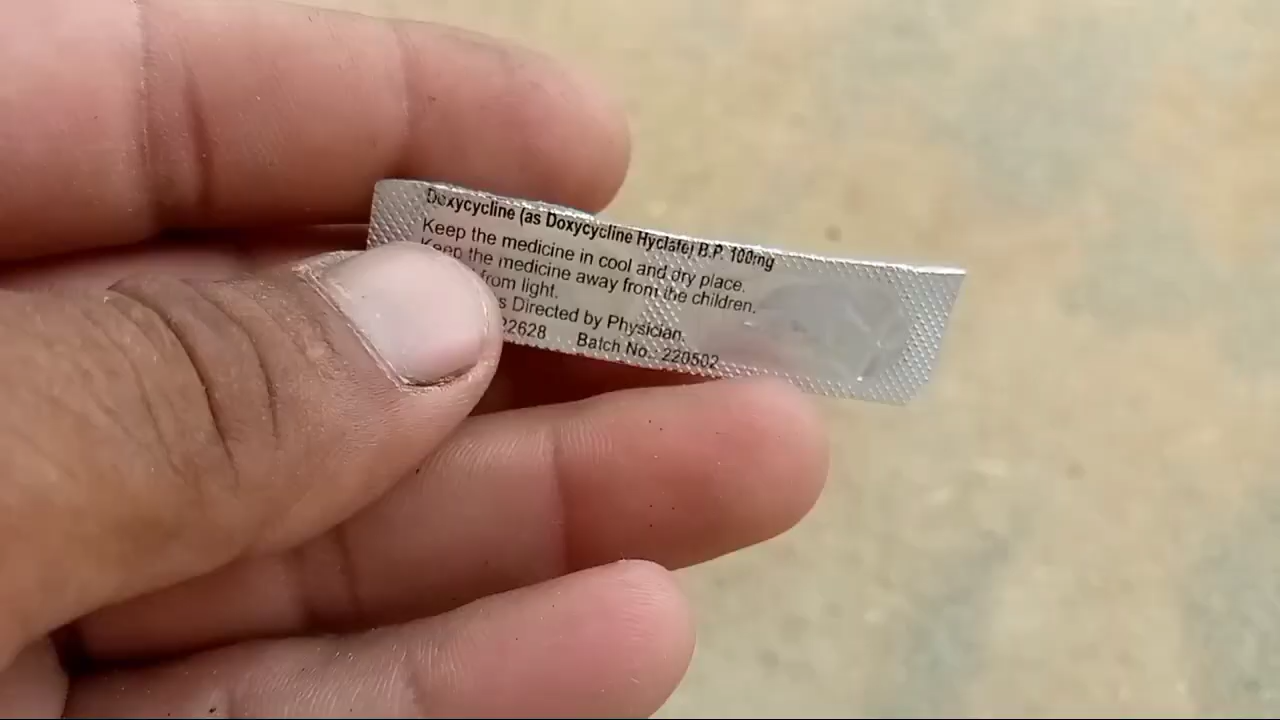 Doxycycline (as Doxycycline Hyclate) B.P. 100mg
Keep the medicine in cool and dry place.
Keep the medicine away from the children.
from light.
s Directed by Physician.
22628 Batch No.: 220502